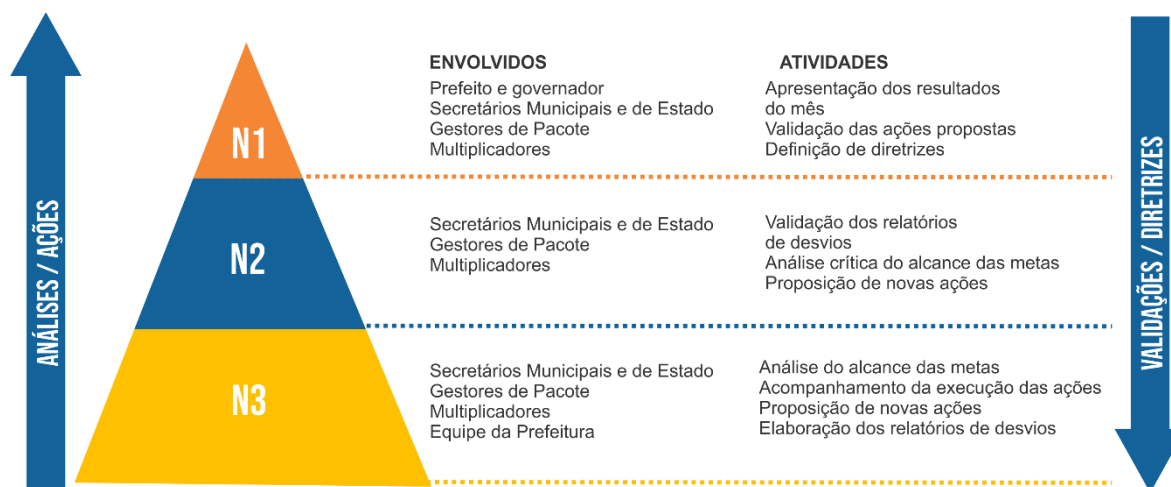 ANÁLISES / AÇÕES
ENVOLVIDOS
ATIVIDADES
N1
Prefeito e governador
Secretários Municipais e de Estado
Gestores de Pacote
Multiplicadores
Apresentação dos resultados
do mês
Validação das ações propostas
Definição de diretrizes
N2
Secretários Municipais e de Estado
Gestores de Pacote
Multiplicadores
Validação dos relatórios
de desvios
Análise crítica do alcance das metas
Proposição de novas ações
N3
Secretários Municipais e de Estado
Gestores de Pacote
Multiplicadores
Equipe da Prefeitura
Análise do alcance das metas
Acompanhamento da execução das ações
Proposição de novas ações
Elaboração dos relatórios de desvios
VALIDAÇÕES / DIRETRIZES